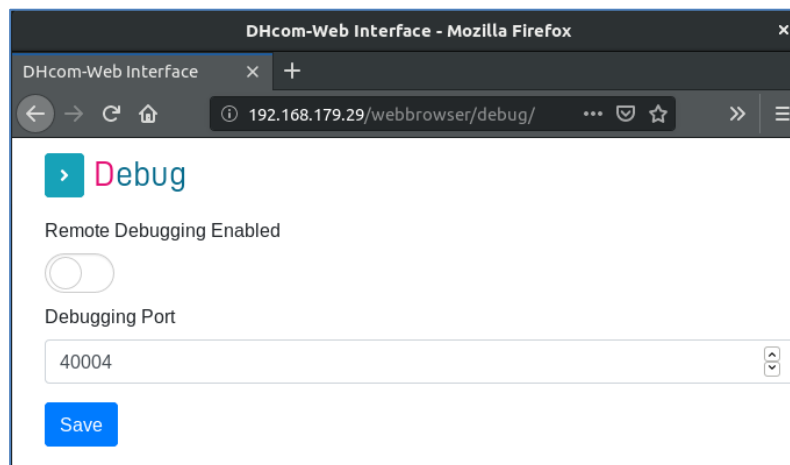 DHcom-Web Interface - Mozilla Firefox
DHcom-Web Interface
192.168.179.29/webbrowser/debug/
Debug
Remote Debugging Enabled
Debugging Port
40004
Save